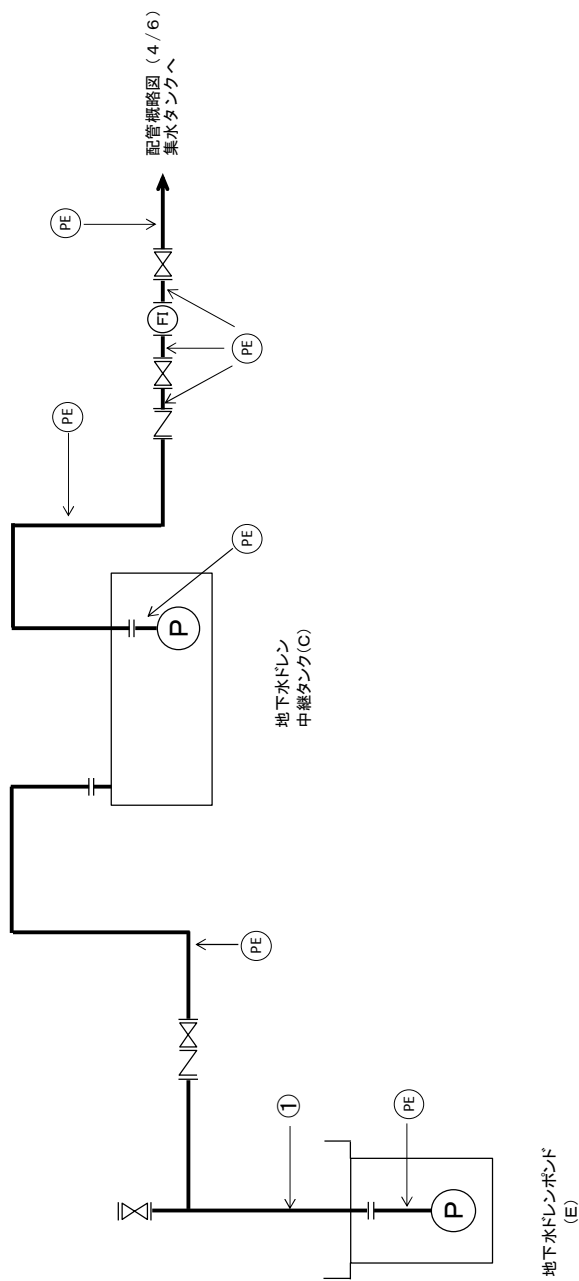 配管概略図（4/6）
集水タンクへ
PE
FI
PE
PE
PE
P
地下水ドレン
中継タンク(C)
PE
①
PE
P
地下水ドレンポンド
(E)